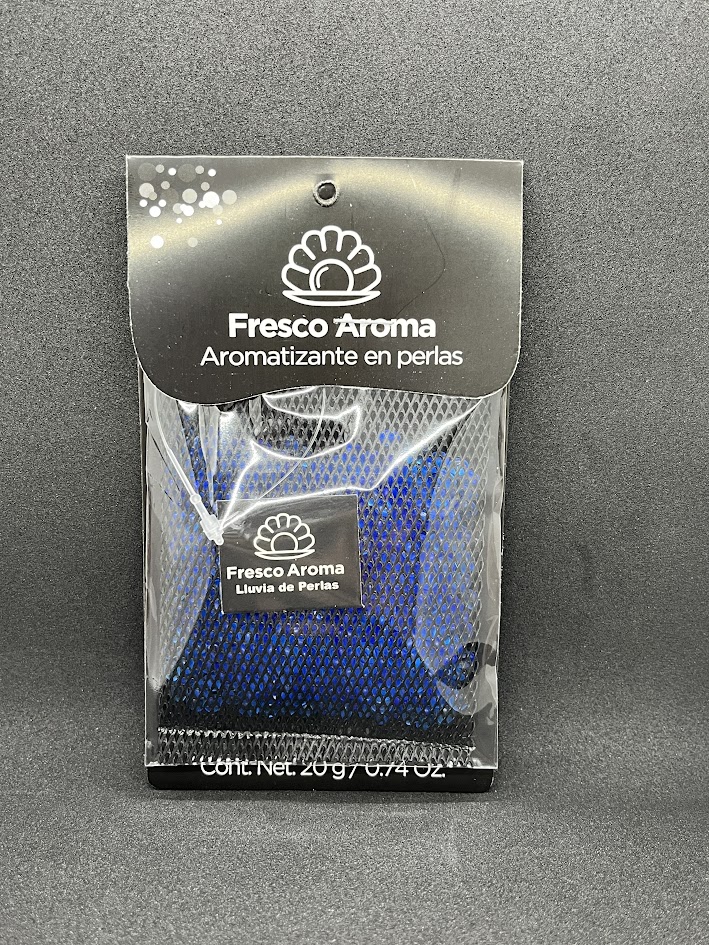 Fresco Aroma
Aromatizante en perlas
Fresco Aroma
Lluvia de Perlas
Cont. Net. 20 g / 0.74 Oz.